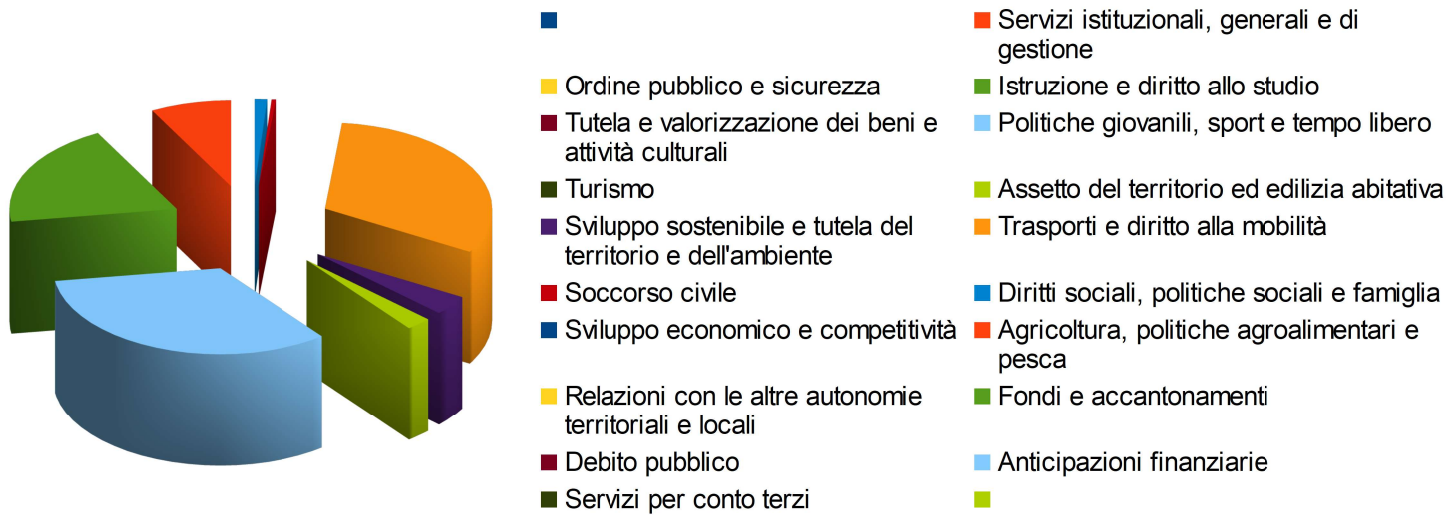 Servizi istituzionali, generali e di
gestione
Ordine pubblico e sicurezza
Istruzione e diritto allo studio
Tutela e valorizzazione dei beni e
attività culturali
Politiche giovanili, sport e tempo libero
Turismo
Assetto del territorio ed edilizia abitativa
Sviluppo sostenibile e tutela del
territorio e dell'ambiente
Trasporti e diritto alla mobilità
Soccorso civile
Diritti sociali, politiche sociali e famiglia
Sviluppo economico e competitività
Agricoltura, politiche agroalimentari e
pesca
Relazioni con le altre autonomie
territoriali e locali
Fondi e accantonamenti
Debito pubblico
Anticipazioni finanziarie
Servizi per conto terzi